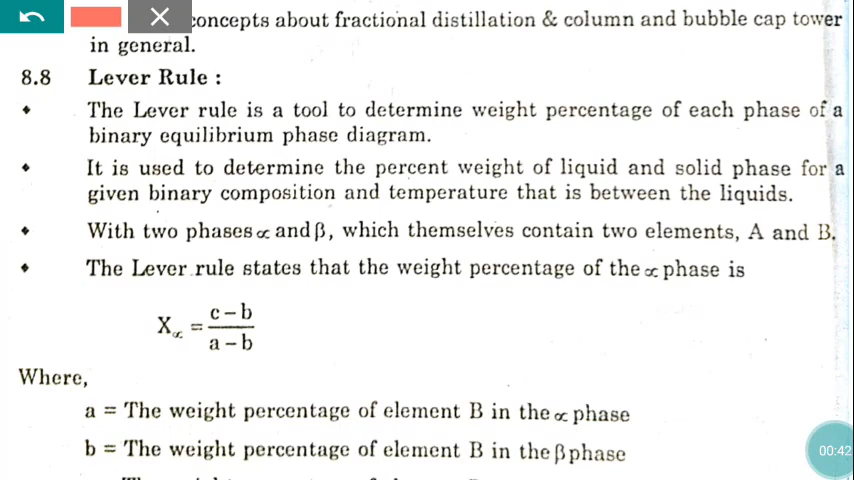 concepts about fractional distillation & column and bubble cap tower
in general.
8.8 Lever Rule :
♦ The Lever rule is a tool to determine weight percentage of each phase of a
binary equilibrium phase diagram.
♦ It is used to determine the percent weight of liquid and solid phase for a
given binary composition and temperature that is between the liquids.
♦ With two phases ∝ and β, which themselves contain two elements, A and B.
♦ The Lever rule states that the weight percentage of the ∝ phase is
X∝ = c – b
a – b
Where,
a = The weight percentage of element B in the ∝ phase
b = The weight percentage of element B in the β phase
00:42